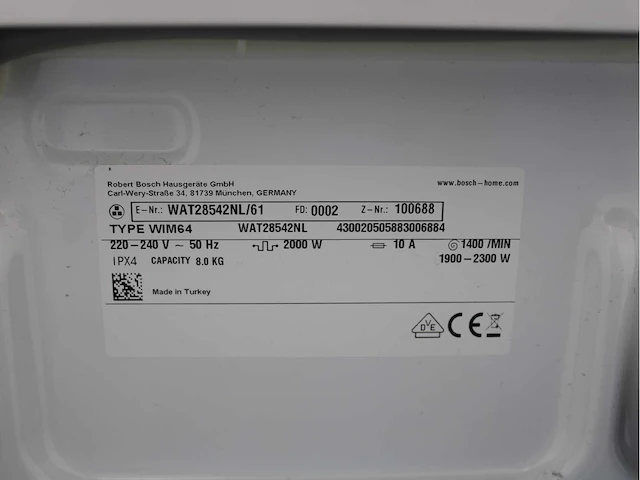 Robert Bosch Hausgeräte GmbH
Carl-Wery-Straße 34, 81739 München, GERMANY
www.bosch-home.com
E-Nr.: WAT28542NL/61 FD: 0002 Z-Nr.: 100688
TYPE WIM64 WAT28542NL 430020505883006884
220-240 V ~ 50 Hz 2000 W 10 A 1400 /MIN
IPX4 CAPACITY 8.0 KG 1900-2300 W
Made in Turkey
DVE CE